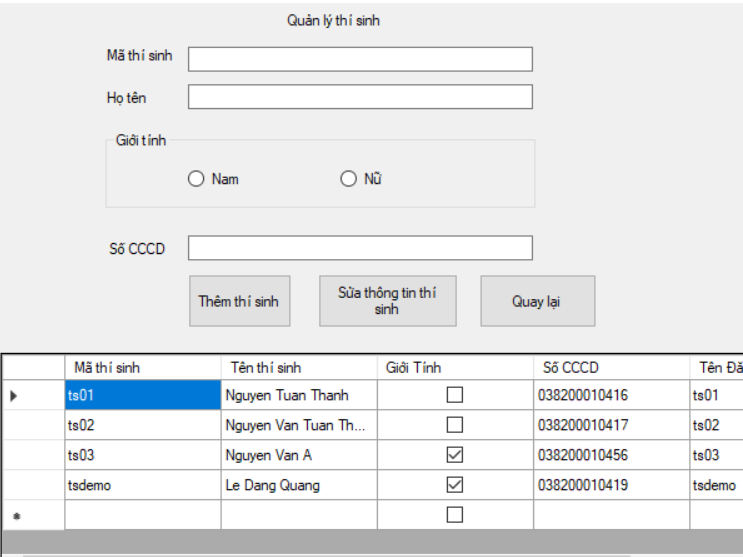 Quản lý thí sinh
Mã thí sinh
Họ tên
Giới tính
Nam Nữ
Số CCCD
Thêm thí sinh Sửa thông tin thí sinh Quay lại
Mã thí sinh Tên thí sinh Giới Tính Số CCCD Tên Đă
ts01 Nguyen Tuan Thanh 038200010416 ts01
ts02 Nguyen Van Tuan Th... 038200010417 ts02
ts03 Nguyen Van A 038200010456 ts03
tsdemo Le Dang Quang 038200010419 tsdemo